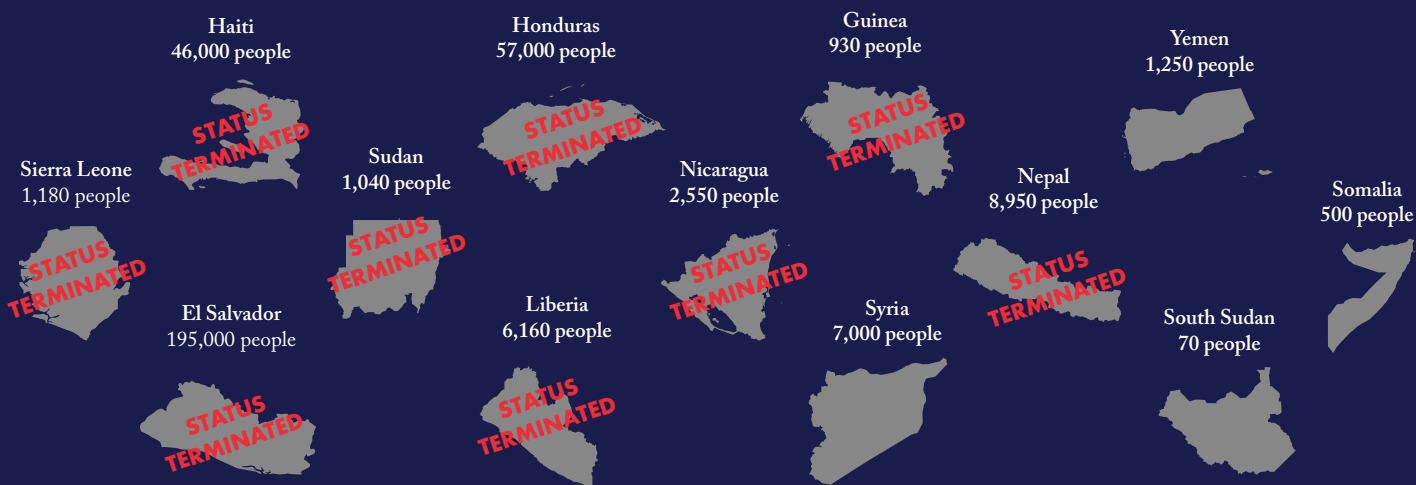 Haiti
46,000 people
STATUS
TERMINATED
Honduras
57,000 people
STATUS
TERMINATED
Guinea
930 people
STATUS
TERMINATED
Yemen
1,250 people
Sierra Leone
1,180 people
STATUS
TERMINATED
Sudan
1,040 people
STATUS
TERMINATED
Nicaragua
2,550 people
STATUS
TERMINATED
Nepal
8,950 people
STATUS
TERMINATED
Somalia
500 people
El Salvador
195,000 people
STATUS
TERMINATED
Liberia
6,160 people
STATUS
TERMINATED
Syria
7,000 people
South Sudan
70 people